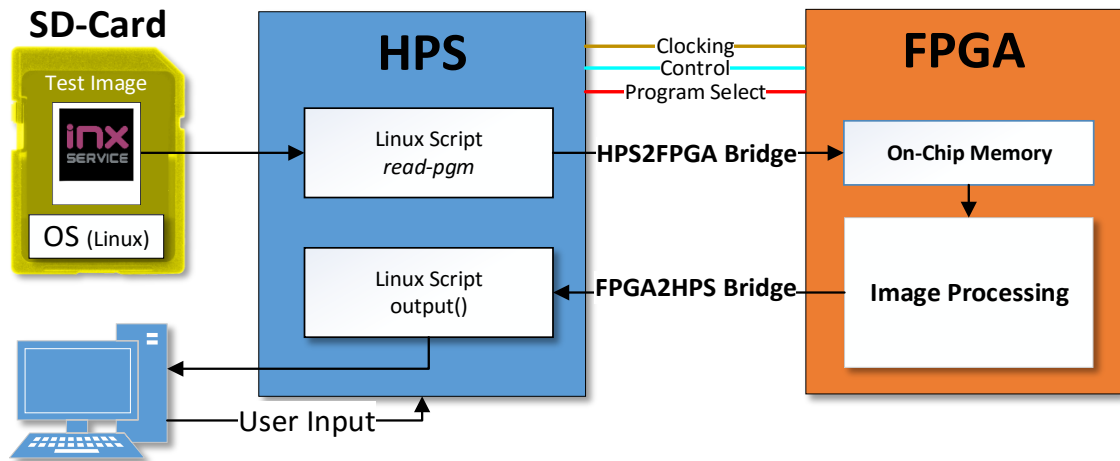 SD-Card
Test Image
inx
SERVICE
OS (Linux)
HPS
Linux Script
read-pgm
Linux Script
output()
Clocking
Control
Program Select
HPS2FPGA Bridge
FPGA2HPS Bridge
FPGA
On-Chip Memory
Image Processing
User Input